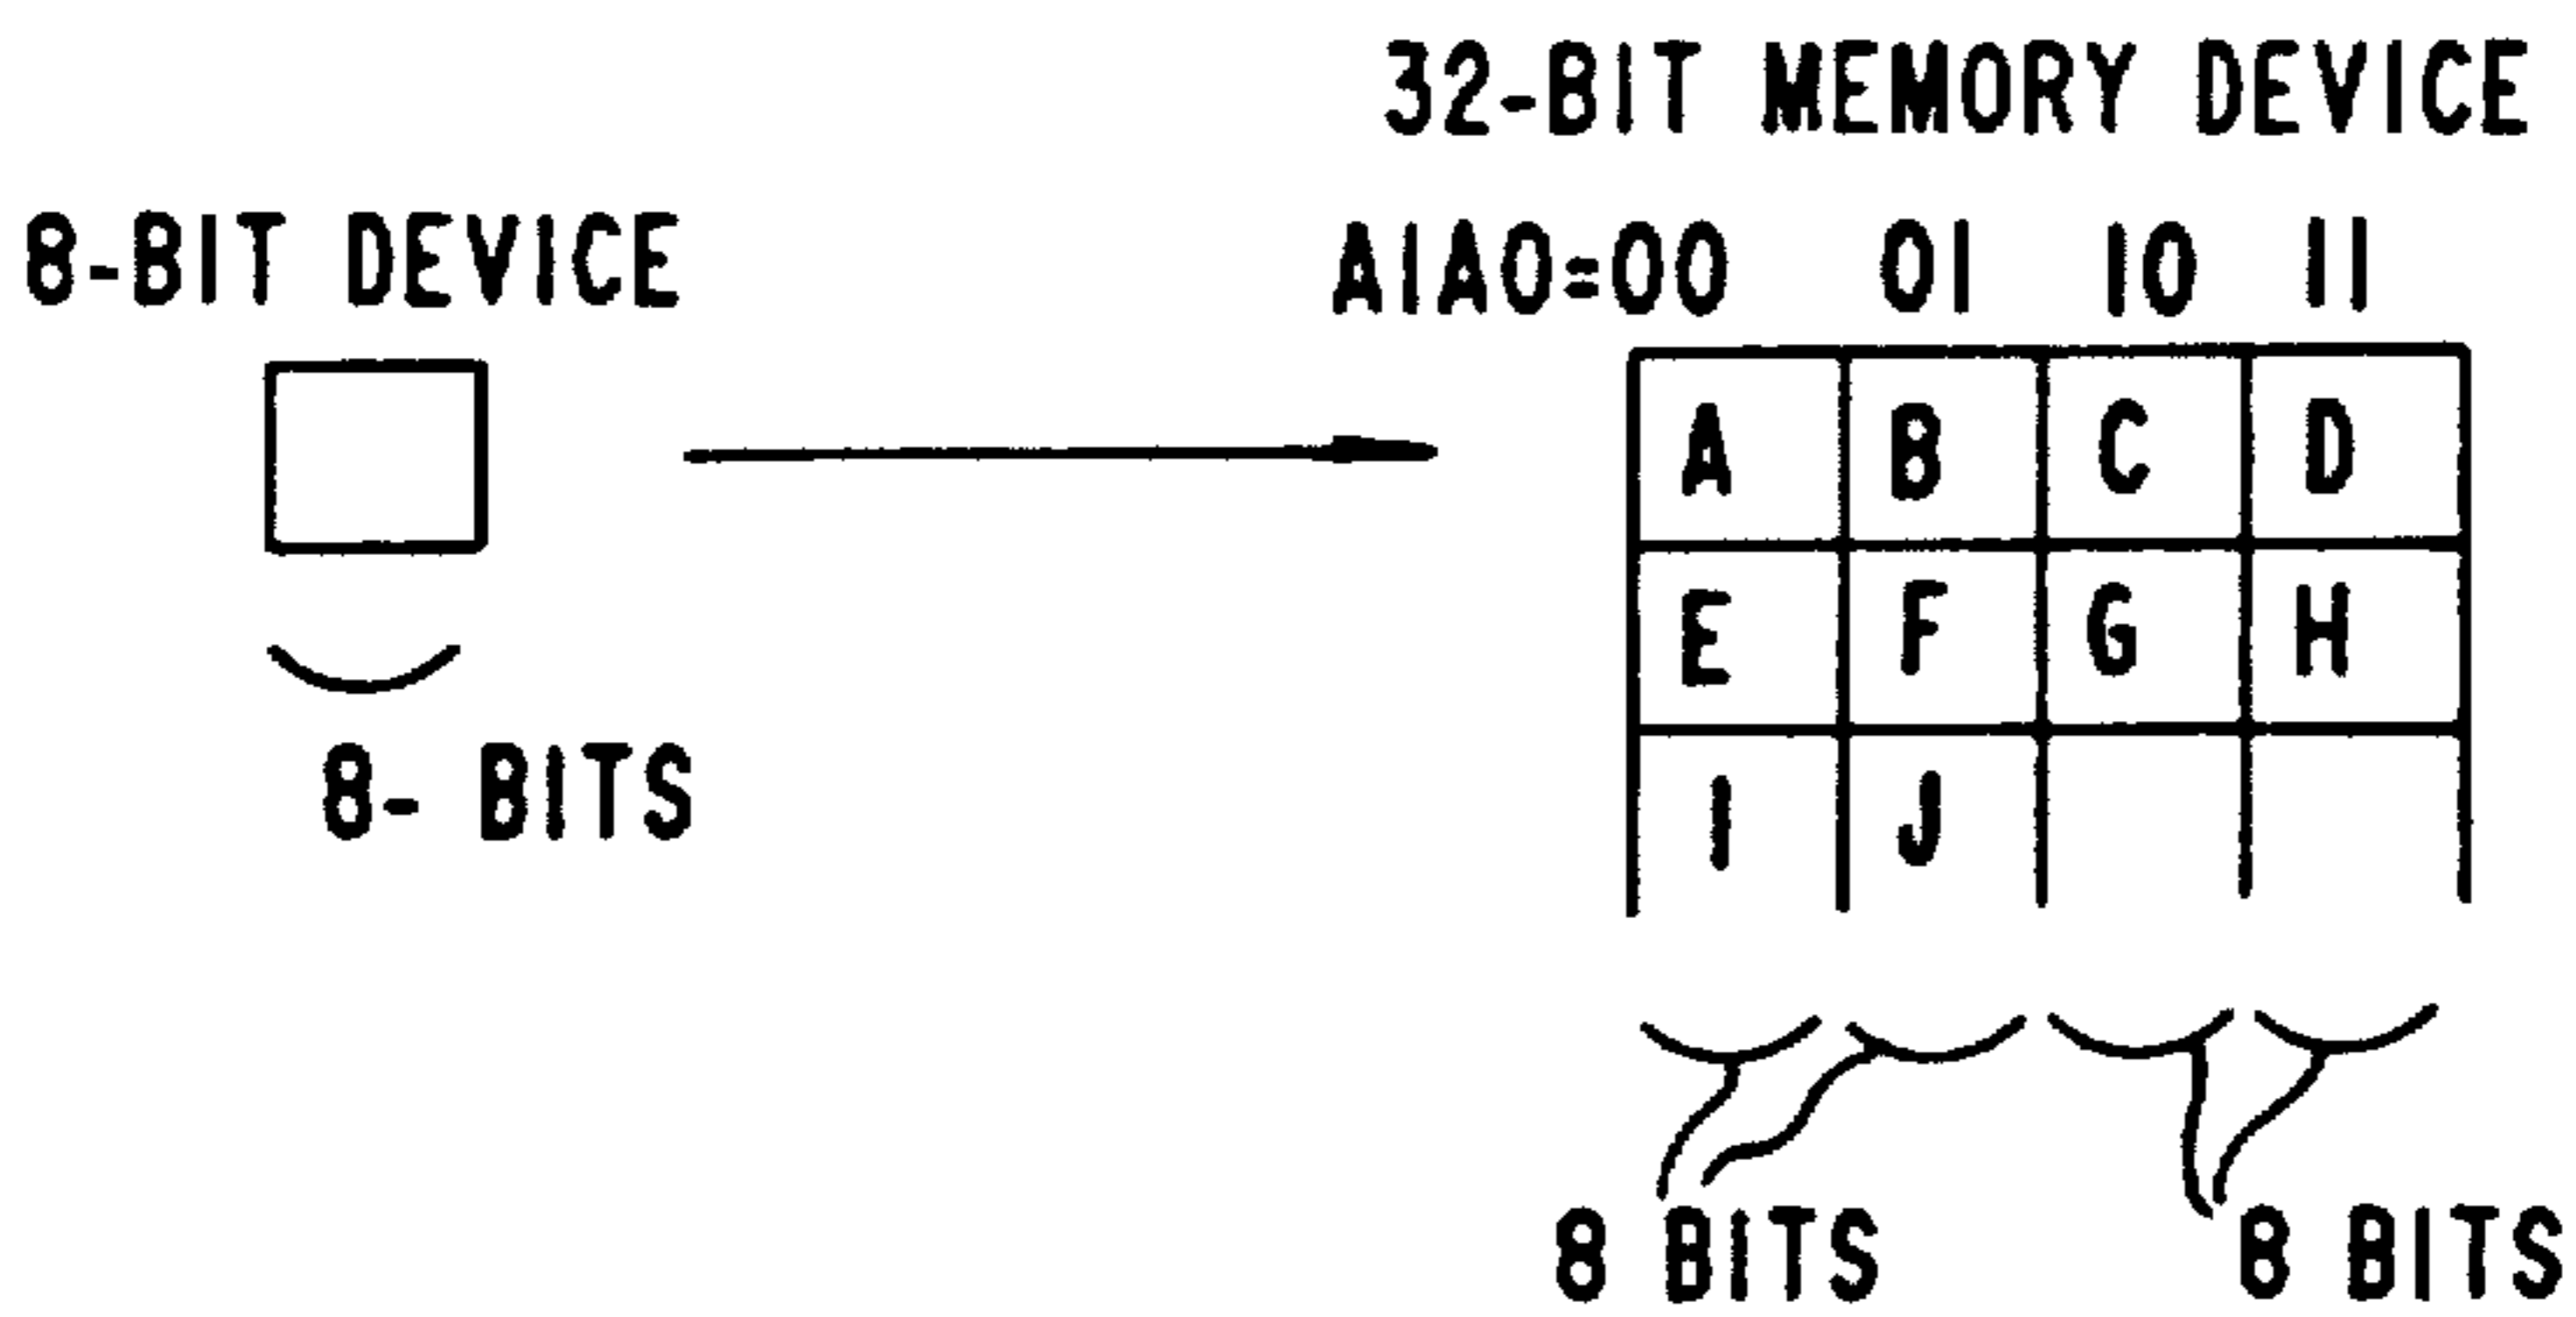 32-BIT MEMORY DEVICE
8-BIT DEVICE
A1A0=00 01 10 11
A B C D
E F G H
I J
8- BITS
8 BITS 8 BITS